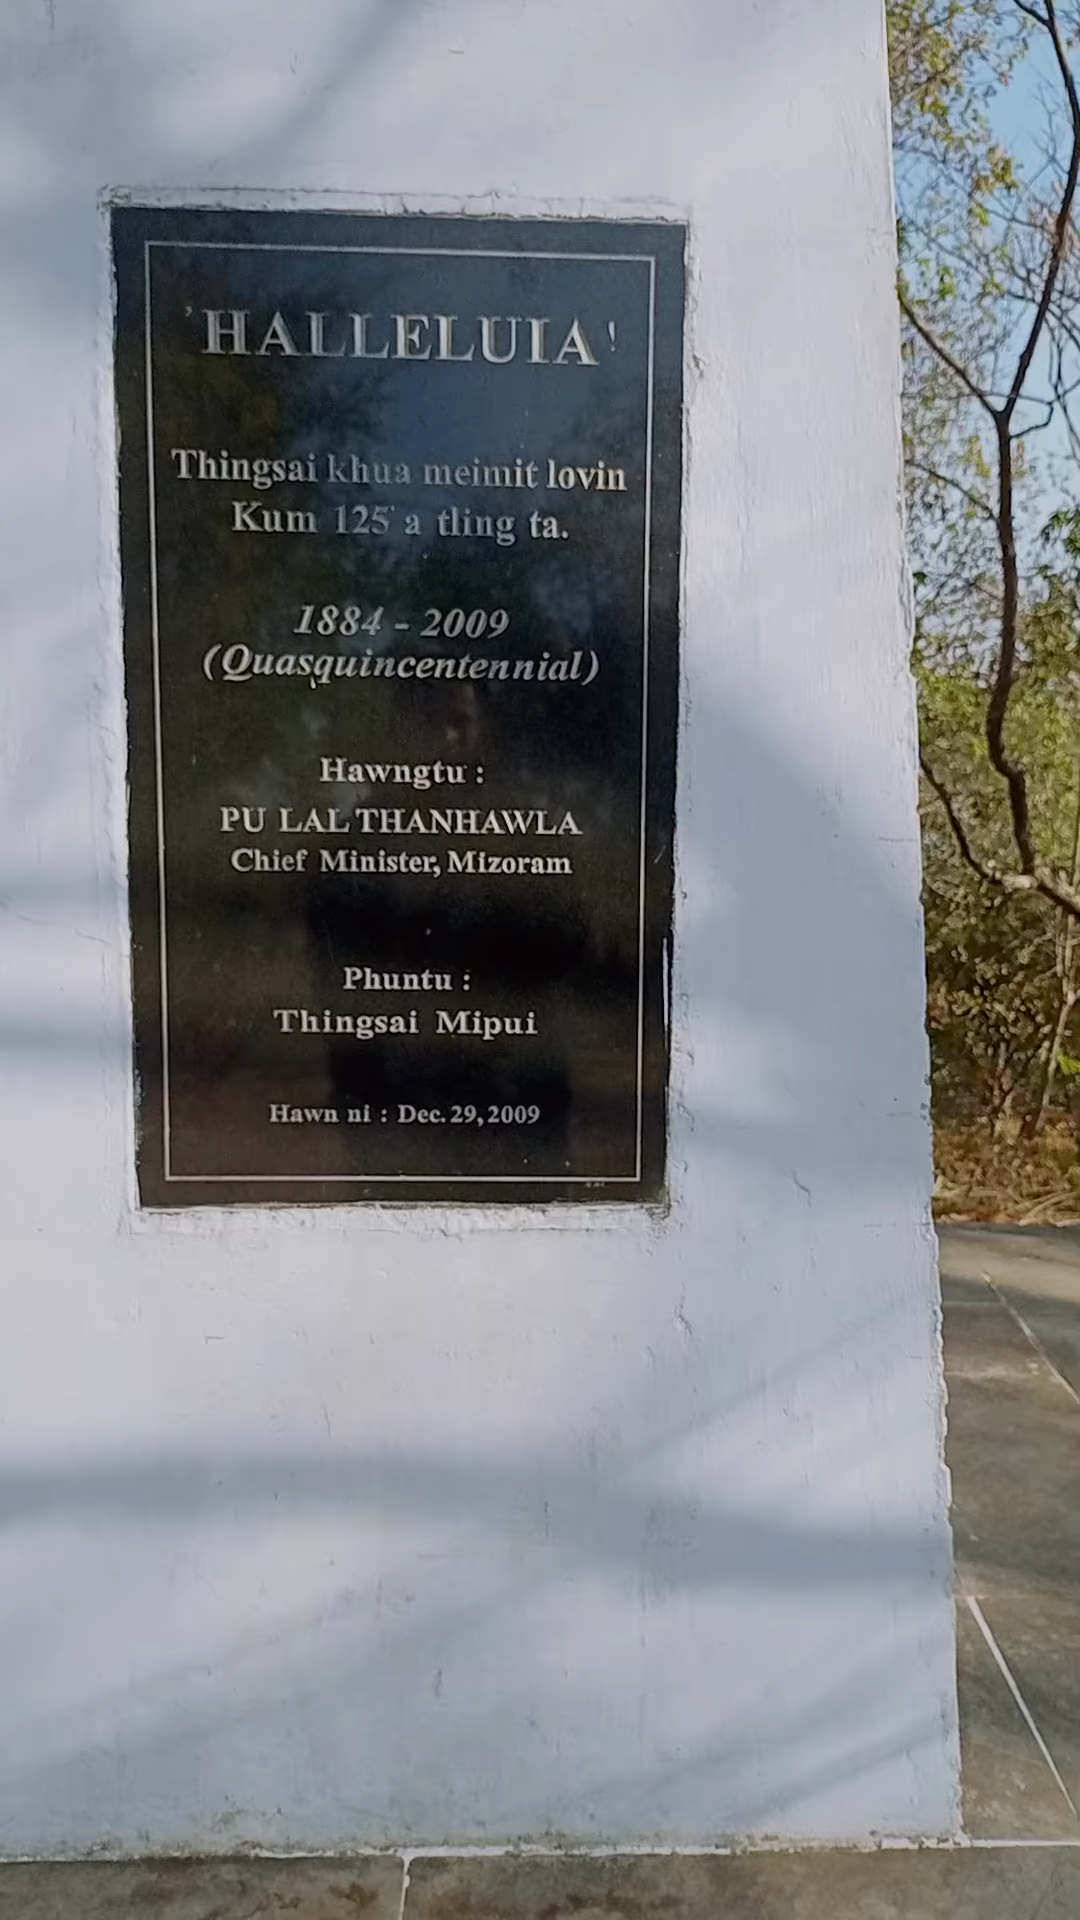 'HALLELUIA'
Thingsai khua meimit lovin
Kum 125 a tling ta.
1884 - 2009
(Quasquincentennial)
Hawngtu :
PU LAL THANHAWLA
Chief Minister, Mizoram
Phuntu :
Thingsai Mipui
Hawn ni : Dec. 29, 2009